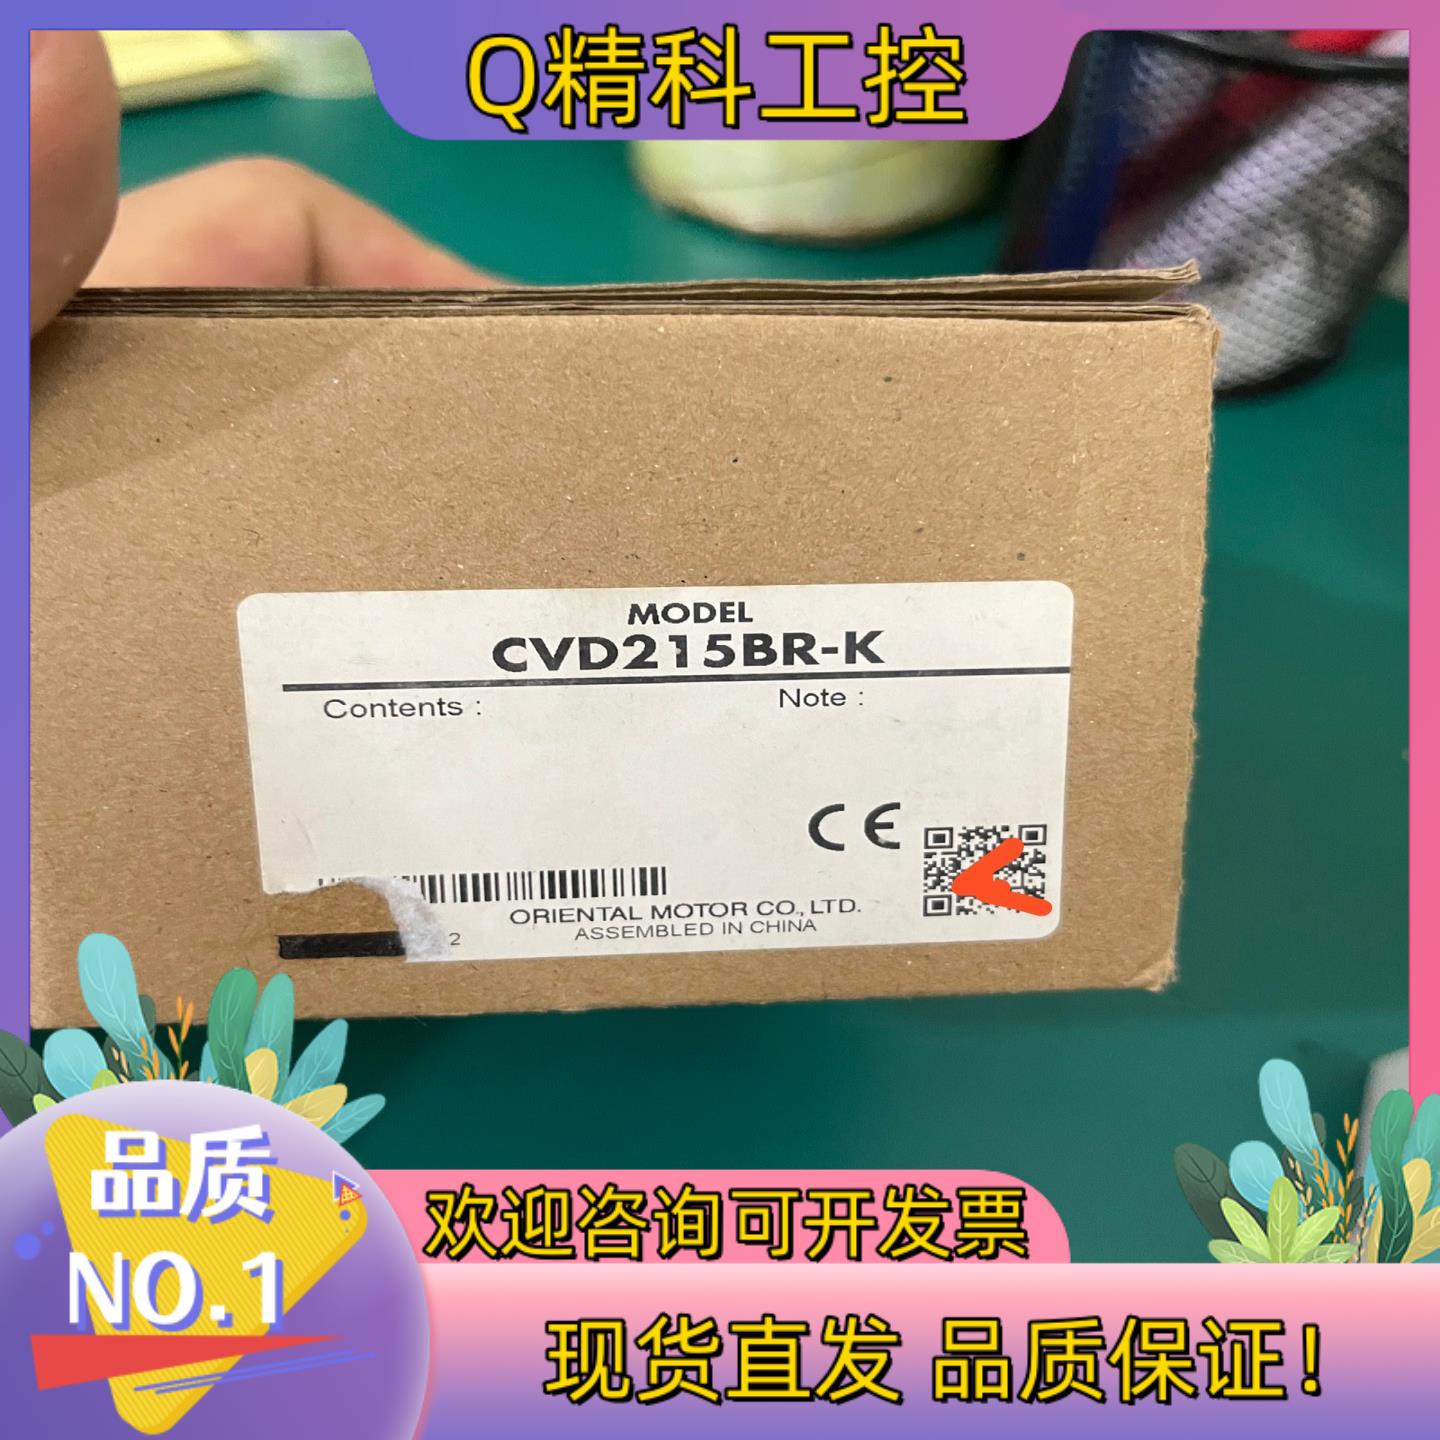 Q精科工控
MODEL
CVD215BR-K
Contents :
Note :
CE
ORIENTAL MOTOR CO., LTD.
ASSEMBLED IN CHINA
2
品质
NO.1
欢迎咨询可开发票
现货直发 品质保证！